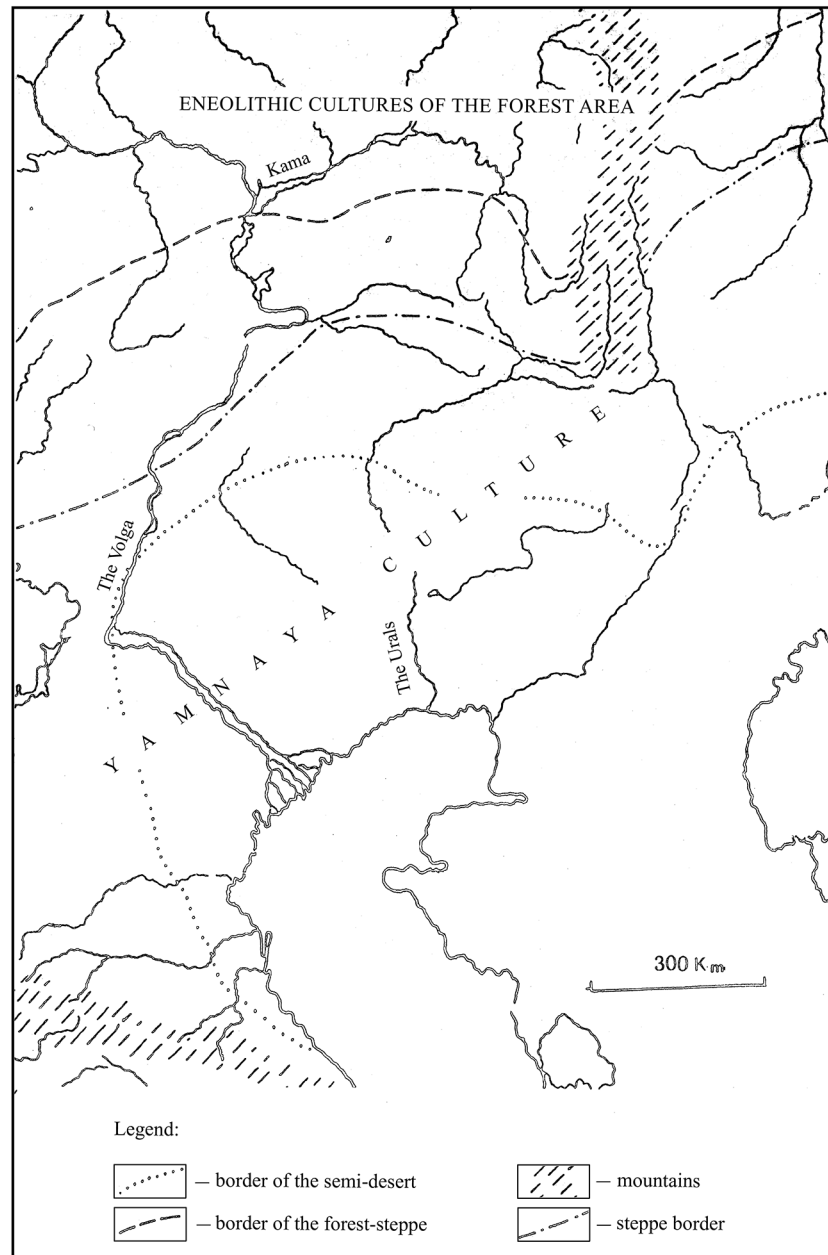 ENEOLITHIC CULTURES OF THE FOREST AREA
Kama
The Volga
The Urals
YAMNAYA CULTURE
300 Km
Legend:
— border of the semi-desert
— mountains
— border of the forest-steppe
— steppe border